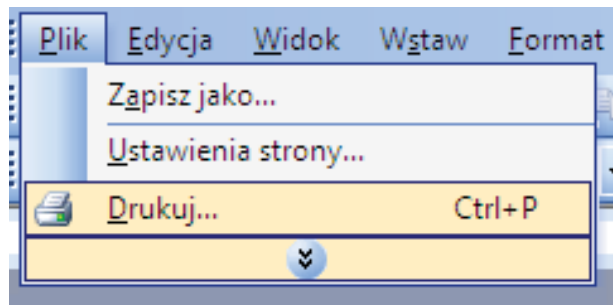 Plik Edycja Widok Wstaw Format
Zapisz jako...
Ustawienia strony...
Drukuj... Ctrl+P